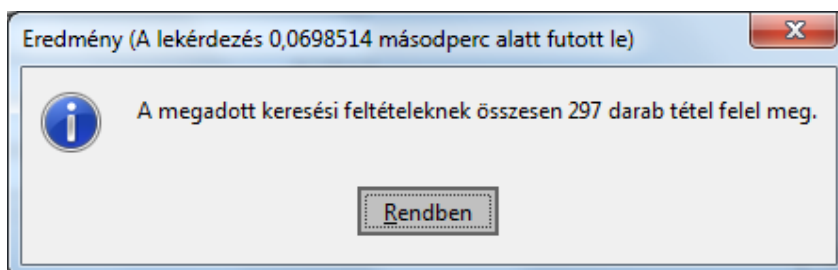 Eredmény (A lekérdezés 0,0698514 másodperc alatt futott le)
A megadott keresési feltételeknek összesen 297 darab tétel felel meg.
Rendben